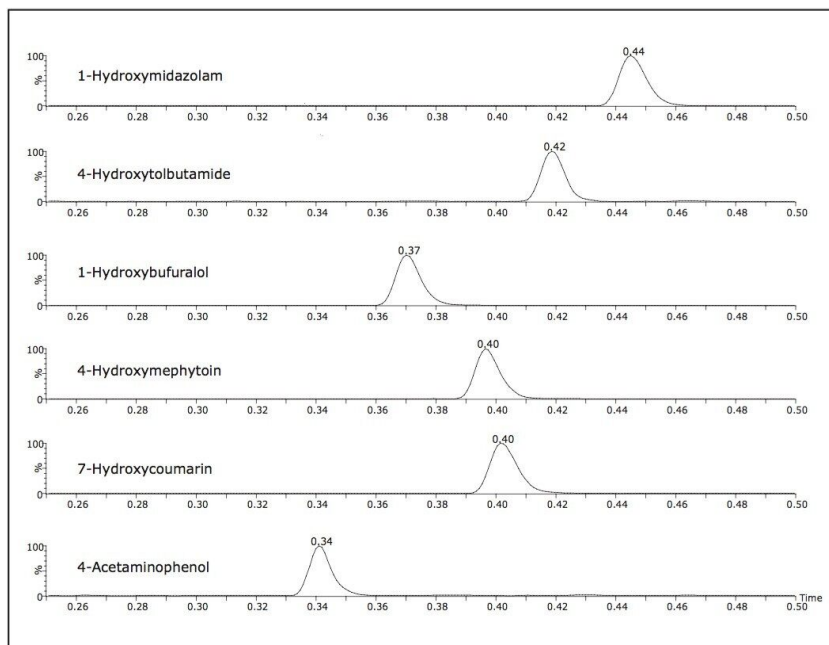 0.44
100
1-Hydroxymidazolam
%
0
0.26 0.28 0.30 0.32 0.34 0.36 0.38 0.40 0.42 0.44 0.46 0.48 0.50
0.42
100
4-Hydroxytolbutamide
%
0
0.26 0.28 0.30 0.32 0.34 0.36 0.38 0.40 0.42 0.44 0.46 0.48 0.50
0.37
100
1-Hydroxybufuralol
%
0
0.26 0.28 0.30 0.32 0.34 0.36 0.38 0.40 0.42 0.44 0.46 0.48 0.50
0.40
100
4-Hydroxymephytoin
%
0
0.26 0.28 0.30 0.32 0.34 0.36 0.38 0.40 0.42 0.44 0.46 0.48 0.50
0.40
100
7-Hydroxycoumarin
%
0
0.26 0.28 0.30 0.32 0.34 0.36 0.38 0.40 0.42 0.44 0.46 0.48 0.50
0.34
100
4-Acetaminophenol
%
0 Time
0.26 0.28 0.30 0.32 0.34 0.36 0.38 0.40 0.42 0.44 0.46 0.48 0.50